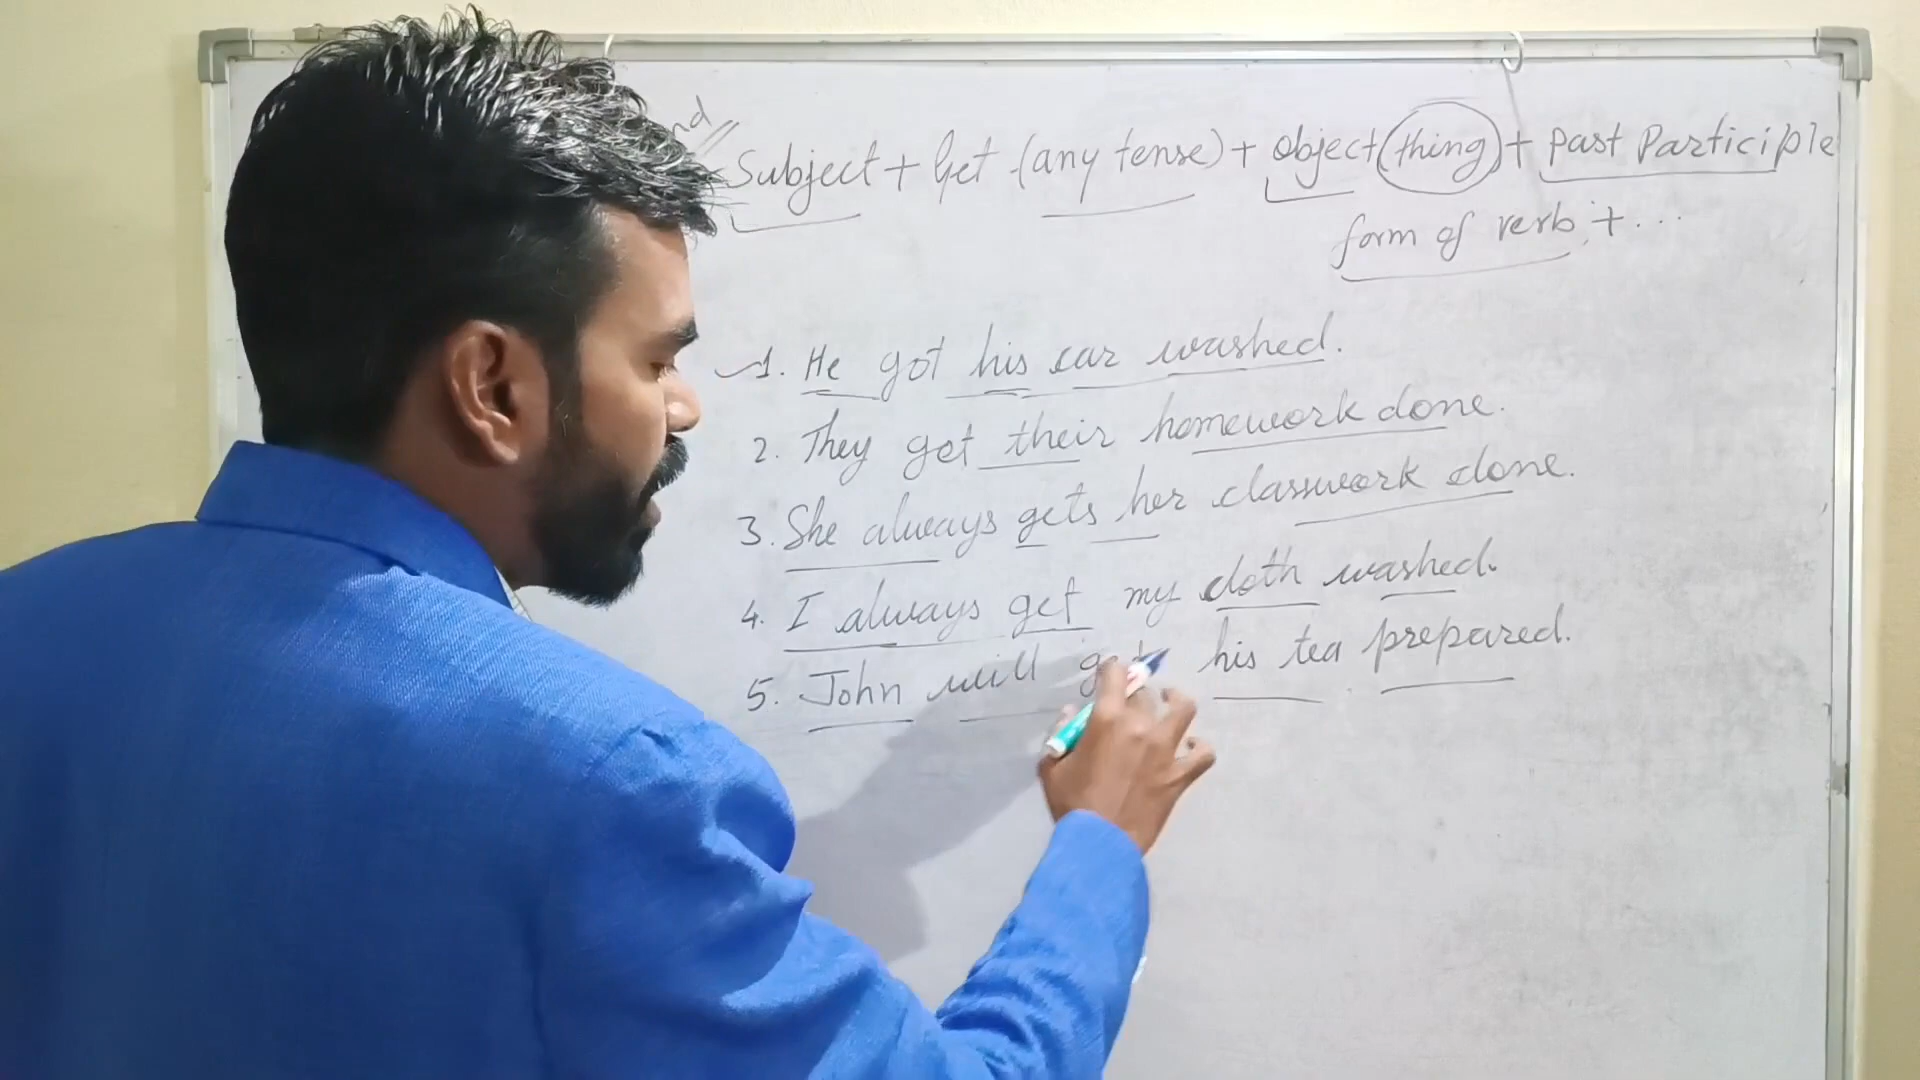 Subject + Get (any tense) + object (thing) + past Participle
form of verb + ...
1. He got his car washed.
2. They get their homework done.
3. She always gets her classwork done.
4. I always get my cloth washed.
5. John will get his tea prepared.